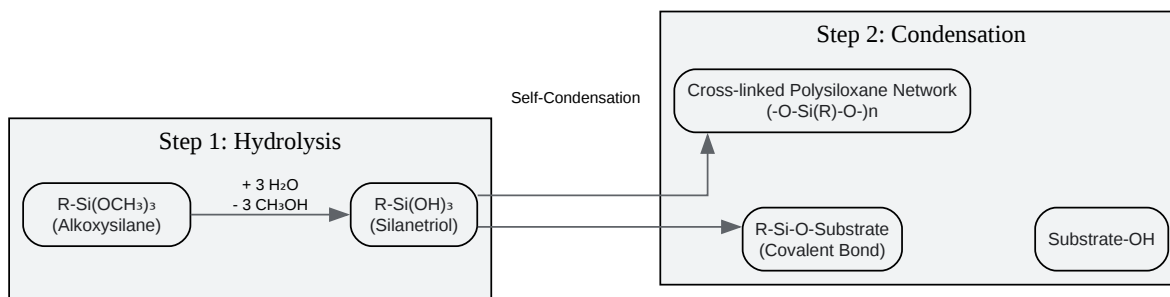 Step 1: Hydrolysis
R-Si(OCH₃)₃
(Alkoxysilane)
+ 3 H₂O
- 3 CH₃OH
R-Si(OH)₃
(Silanetriol)
Self-Condensation
Step 2: Condensation
Cross-linked Polysiloxane Network
(-O-Si(R)-O-)n
R-Si-O-Substrate
(Covalent Bond)
Substrate-OH